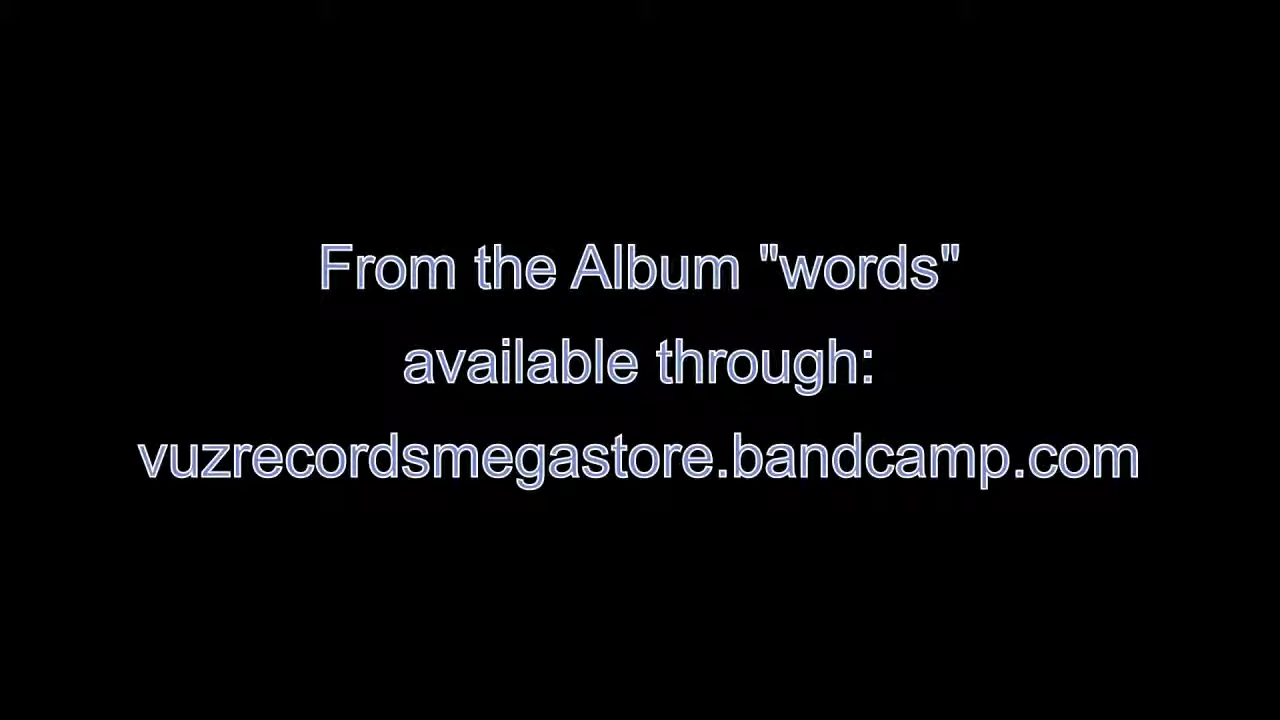 From the Album "words"
available through:
vuzrecordsmegastore.bandcamp.com